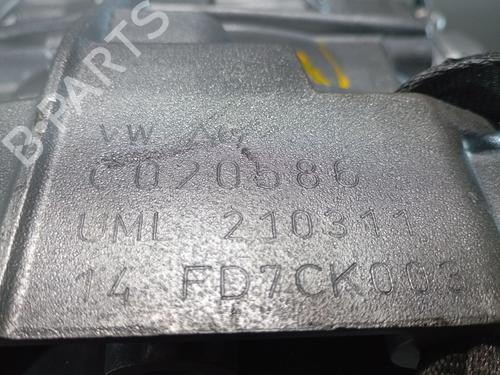 B-PARTS
VW AG
C020586
UML 210311
14 FD7CK003